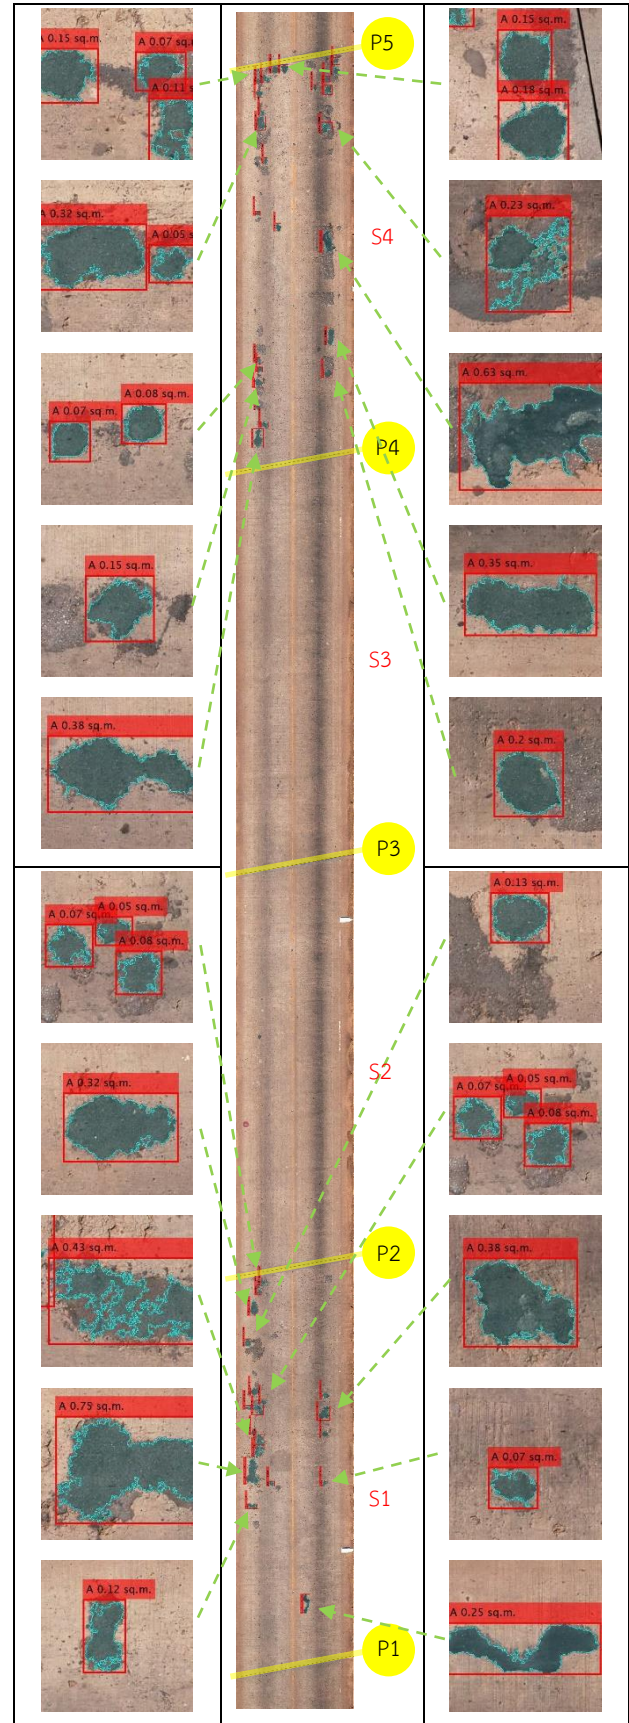 A 0.15 sq.m.
A 0.07 sq.m.
A 0.11 s
A 0.32 sq.m.
A 0.05 s
A 0.07 sq.m.
A 0.08 sq.m.
A 0.15 sq.m.
A 0.38 sq.m.
P5
S4
P4
S3
P3
A 0.15 sq.m.
A 0.18 sq.m.
A 0.23 sq.m.
A 0.63 sq.m.
A 0.35 sq.m.
A 0.2 sq.m.
A 0.07 sq.m.
A 0.05 sq.m.
A 0.08 sq.m.
A 0.32 sq.m.
A 0.43 sq.m.
A 0.75 sq.m.
A 0.12 sq.m.
S2
P2
S1
P1
A 0.13 sq.m.
A 0.07 sq.m.
A 0.05 sq.m.
A 0.08 sq.m.
A 0.38 sq.m.
A 0.07 sq.m.
A 0.25 sq.m.